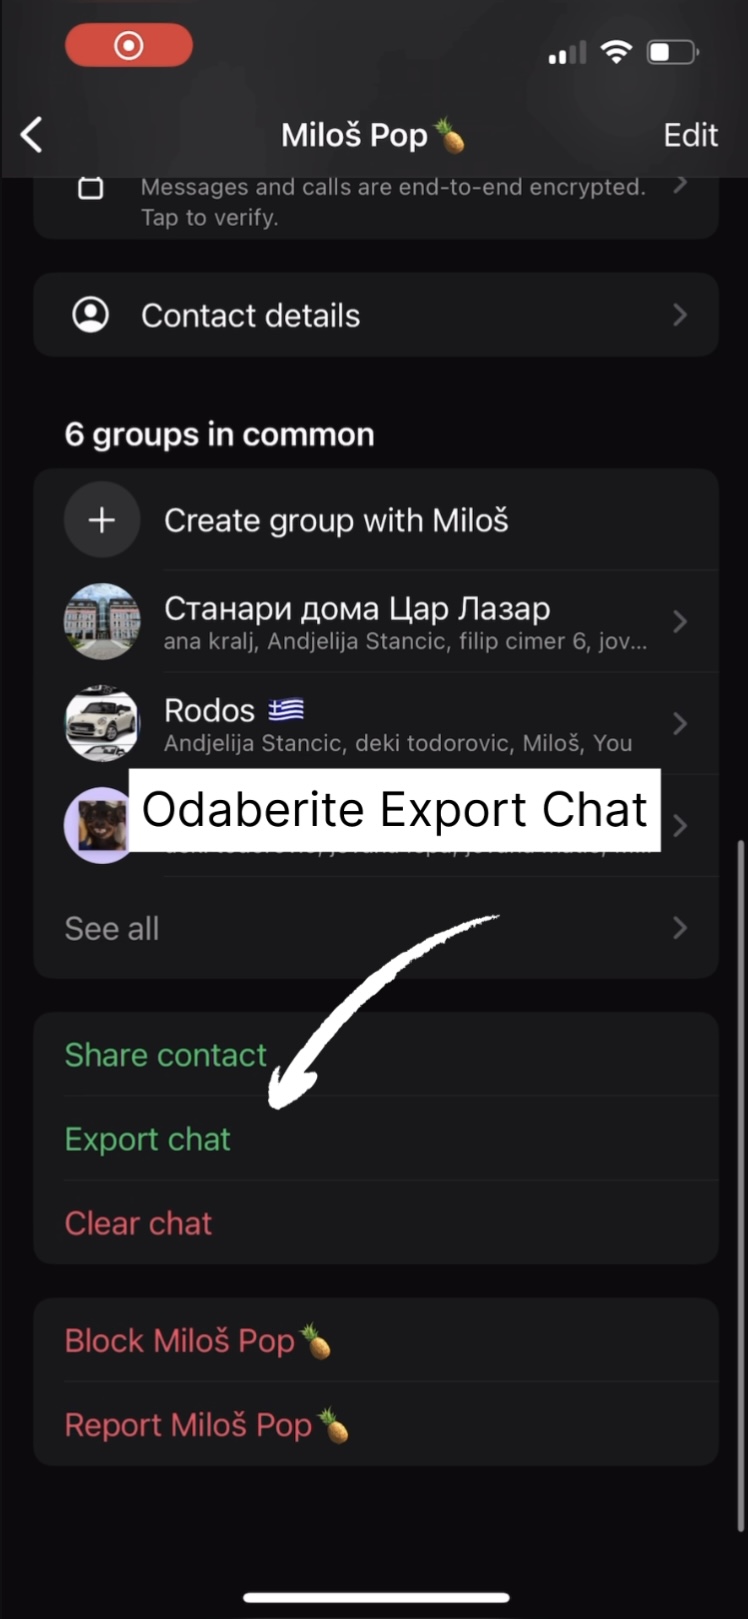 Miloš Pop🍍
Edit
Messages and calls are end-to-end encrypted.
Tap to verify.
Contact details
6 groups in common
Create group with Miloš
Станари дома Цар Лазар
ana kralj, Andjelija Stancic, filip cimer 6, jov...
Rodos 🇬🇷
Andjelija Stancic, deki todorovic, Miloš, You
Odaberite Export Chat
See all
Share contact
Export chat
Clear chat
Block Miloš Pop🍍
Report Miloš Pop🍍